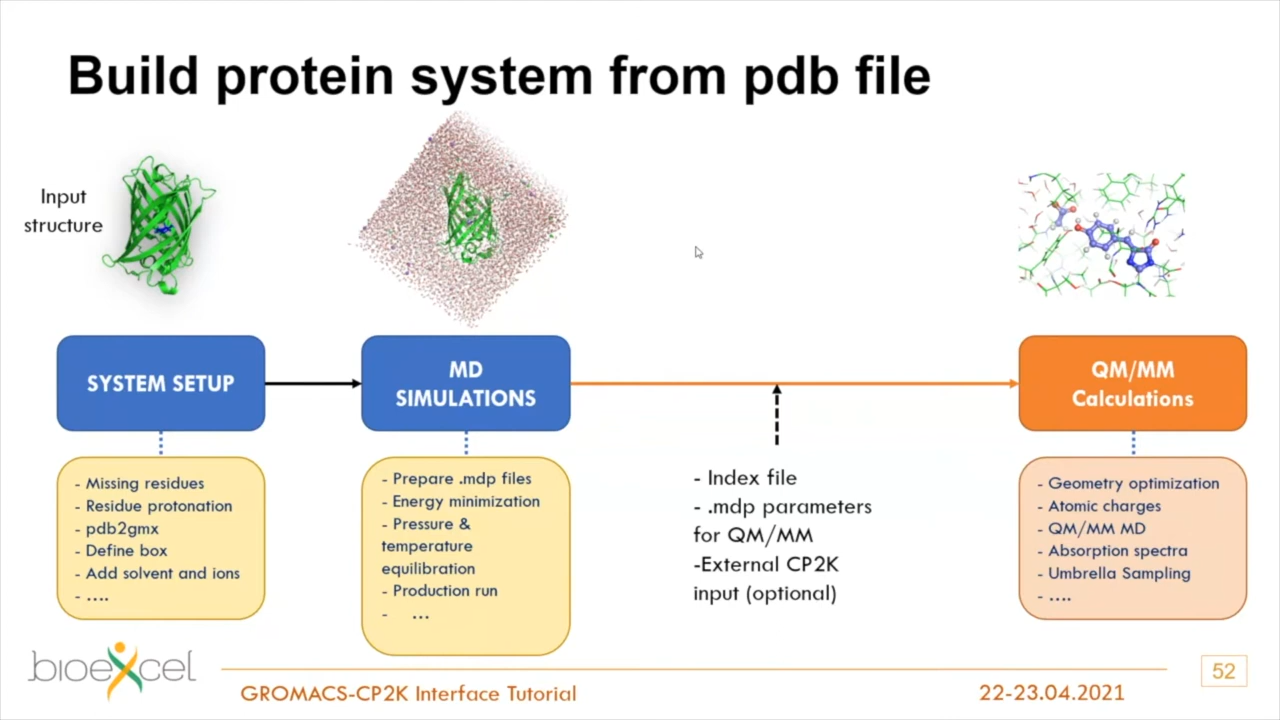 Build protein system from pdb file
Input
structure
SYSTEM SETUP
MD
SIMULATIONS
QM/MM
Calculations
- Missing residues
- Residue protonation
- pdb2gmx
- Define box
- Add solvent and ions
- ....
- Prepare .mdp files
- Energy minimization
- Pressure &
temperature
equilibration
- Production run
- ...
- Index file
- .mdp parameters
for QM/MM
-External CP2K
input (optional)
- Geometry optimization
- Atomic charges
- QM/MM MD
- Absorption spectra
- Umbrella Sampling
- ....
bioexcel
GROMACS-CP2K Interface Tutorial
22-23.04.2021
52